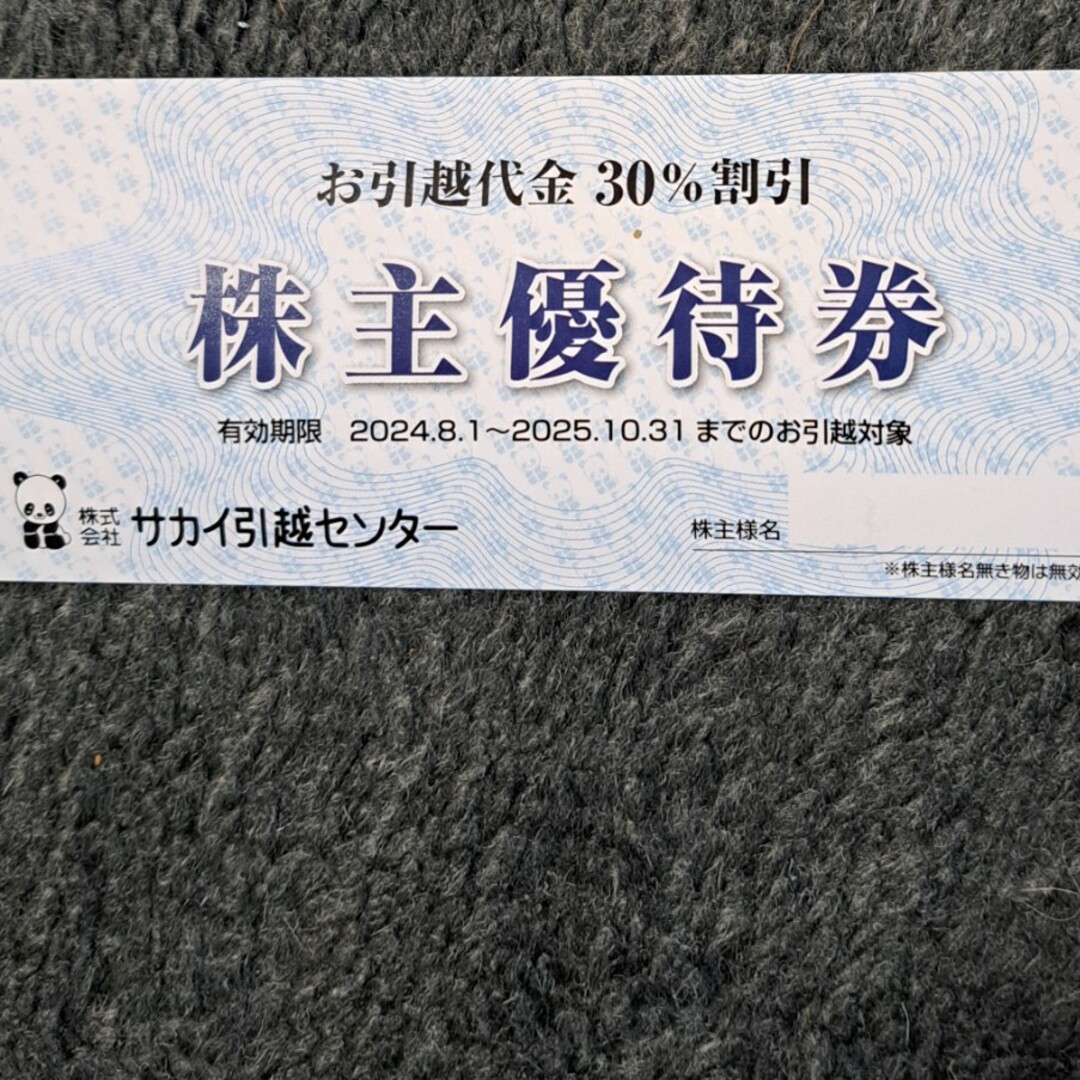 お引越代金 30%割引
株主優待券
有効期限 2024.8.1～2025.10.31 までのお引越対象
株式会社 サカイ引越センター
株主様名
※株主様名無き物は無効